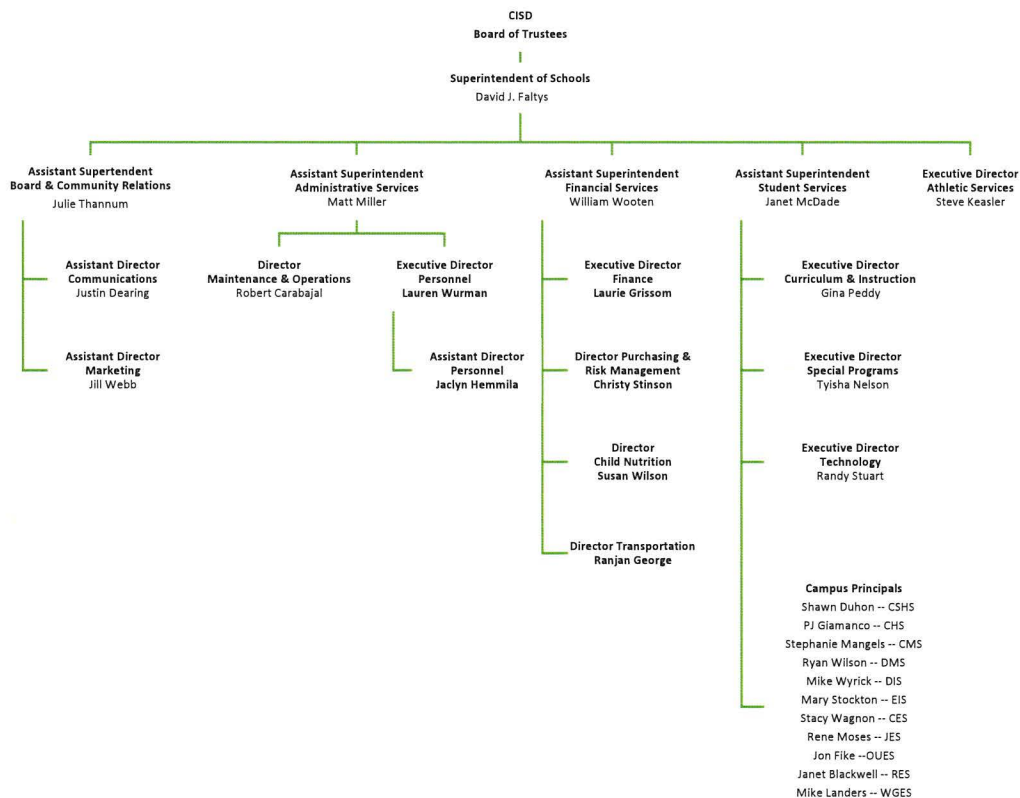 CISD
Board of Trustees
Superintendent of Schools
David J. Faltys
Assistant Supertendent
Board & Community Relations
Julie Thannum
Assistant Superintendent
Administrative Services
Matt Miller
Assistant Superintendent
Financial Services
William Wooten
Assistant Superintendent
Student Services
Janet McDade
Executive Director
Athletic Services
Steve Keasler
Assistant Director
Communications
Justin Dearing
Director
Maintenance & Operations
Robert Carabajal
Executive Director
Personnel
Lauren Wurman
Executive Director
Finance
Laurie Grissom
Executive Director
Curriculum & Instruction
Gina Peddy
Assistant Director
Marketing
Jill Webb
Assistant Director
Personnel
Jaclyn Hemmila
Director Purchasing &
Risk Management
Christy Stinson
Executive Director
Special Programs
Tyisha Nelson
Director
Child Nutrition
Susan Wilson
Executive Director
Technology
Randy Stuart
Director Transportation
Ranjan George
Campus Principals
Shawn Duhon -- CSHS
PJ Giamanco -- CHS
Stephanie Mangels -- CMS
Ryan Wilson -- DMS
Mike Wyrick -- DIS
Mary Stockton -- EIS
Stacy Wagnon -- CES
Rene Moses -- JES
Jon Fike --OUES
Janet Blackwell -- RES
Mike Landers -- WGES